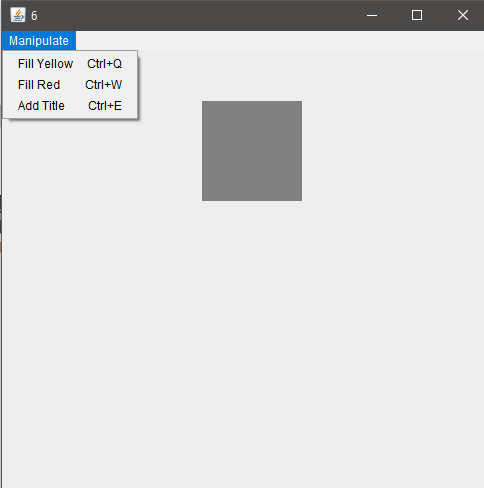 6
Manipulate
Fill Yellow Ctrl+Q
Fill Red Ctrl+W
Add Title Ctrl+E